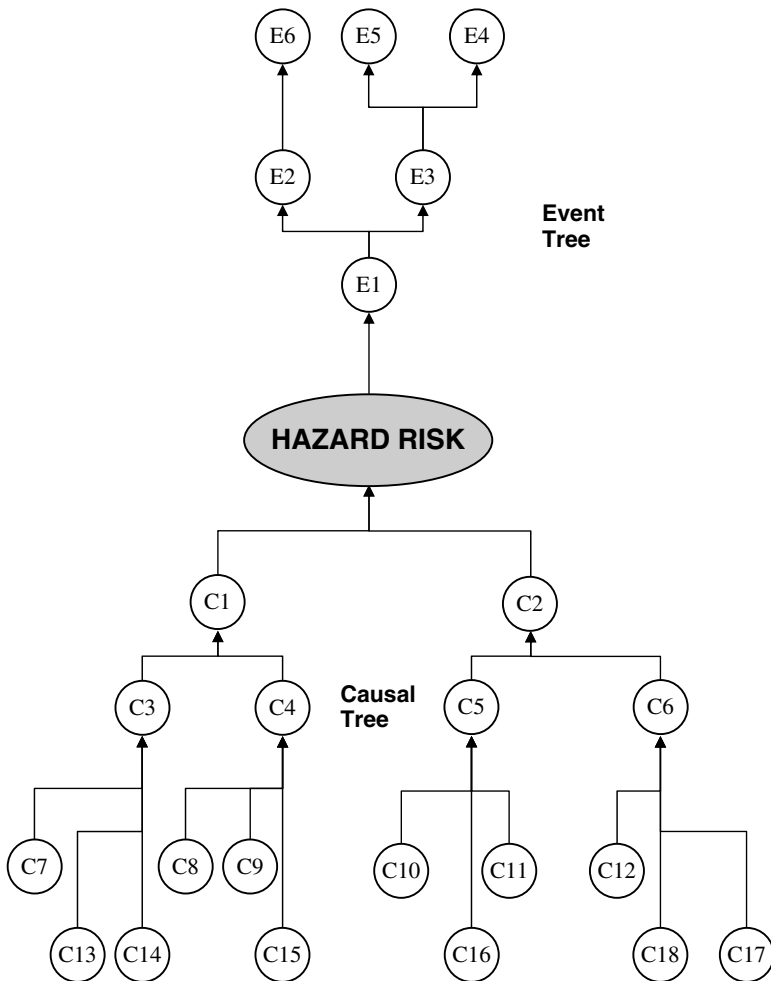 E6 E5 E4
E2 E3
Event
Tree
E1
HAZARD RISK
C1 C2
C3 C4 C5 C6
Causal
Tree
C7 C8 C9 C10 C11 C12
C13 C14 C15 C16 C18 C17